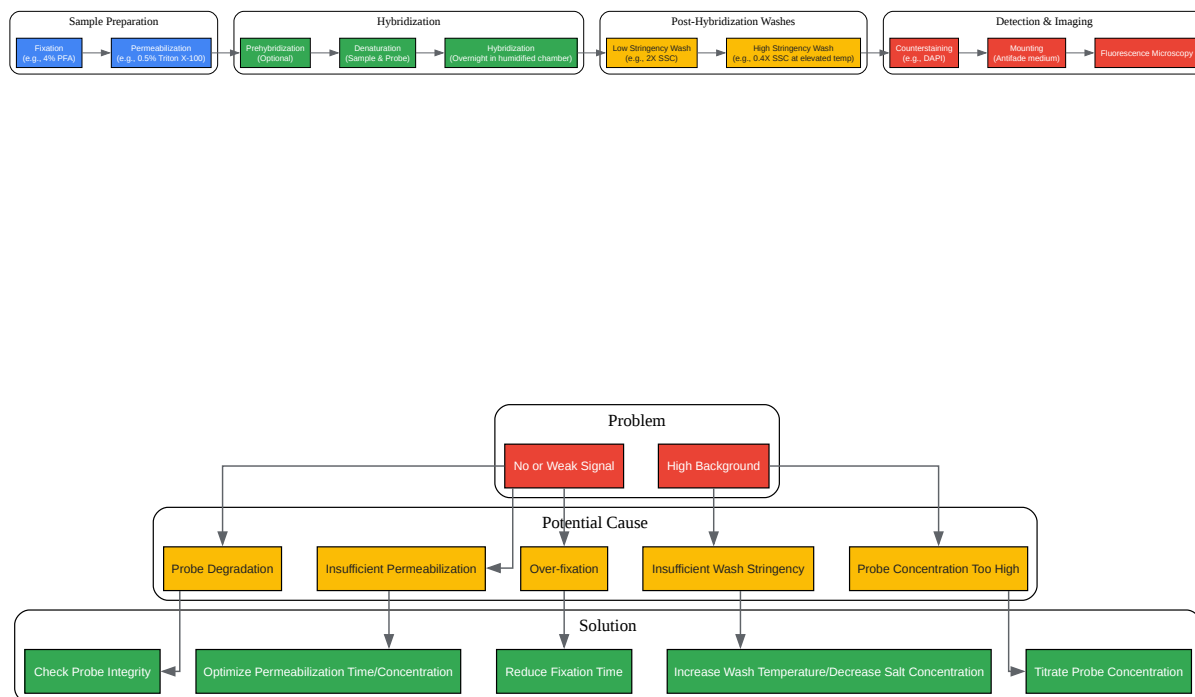 Sample Preparation
Fixation
(e.g., 4% PFA)
Permeabilization
(e.g., 0.5% Triton X-100)
Hybridization
Prehybridization
(Optional)
Denaturation
(Sample & Probe)
Hybridization
(Overnight in humidified chamber)
Post-Hybridization Washes
Low Stringency Wash
(e.g., 2X SSC)
High Stringency Wash
(e.g., 0.4X SSC at elevated temp)
Detection & Imaging
Counterstaining
(e.g., DAPI)
Mounting
(Antifade medium)
Fluorescence Microscopy
Problem
No or Weak Signal
High Background
Potential Cause
Probe Degradation
Insufficient Permeabilization
Over-fixation
Insufficient Wash Stringency
Probe Concentration Too High
Solution
Check Probe Integrity
Optimize Permeabilization Time/Concentration
Reduce Fixation Time
Increase Wash Temperature/Decrease Salt Concentration
Titrate Probe Concentration